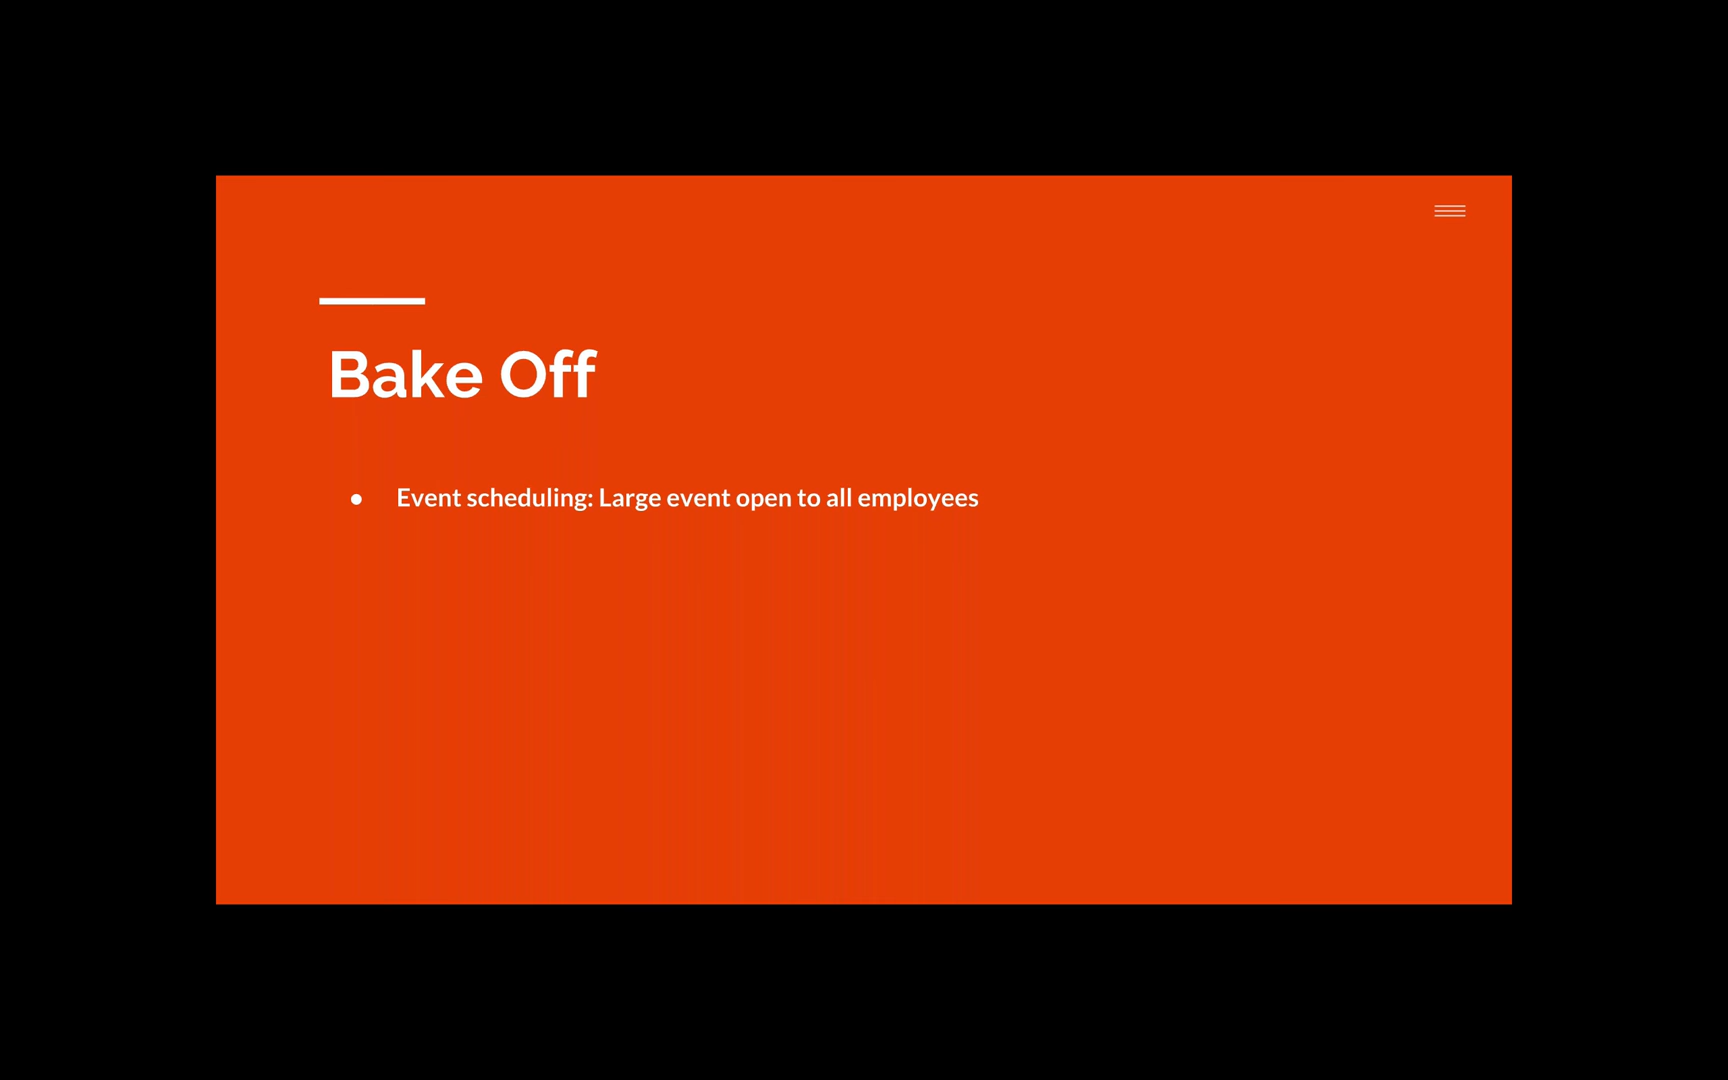 Bake Off
● Event scheduling: Large event open to all employees